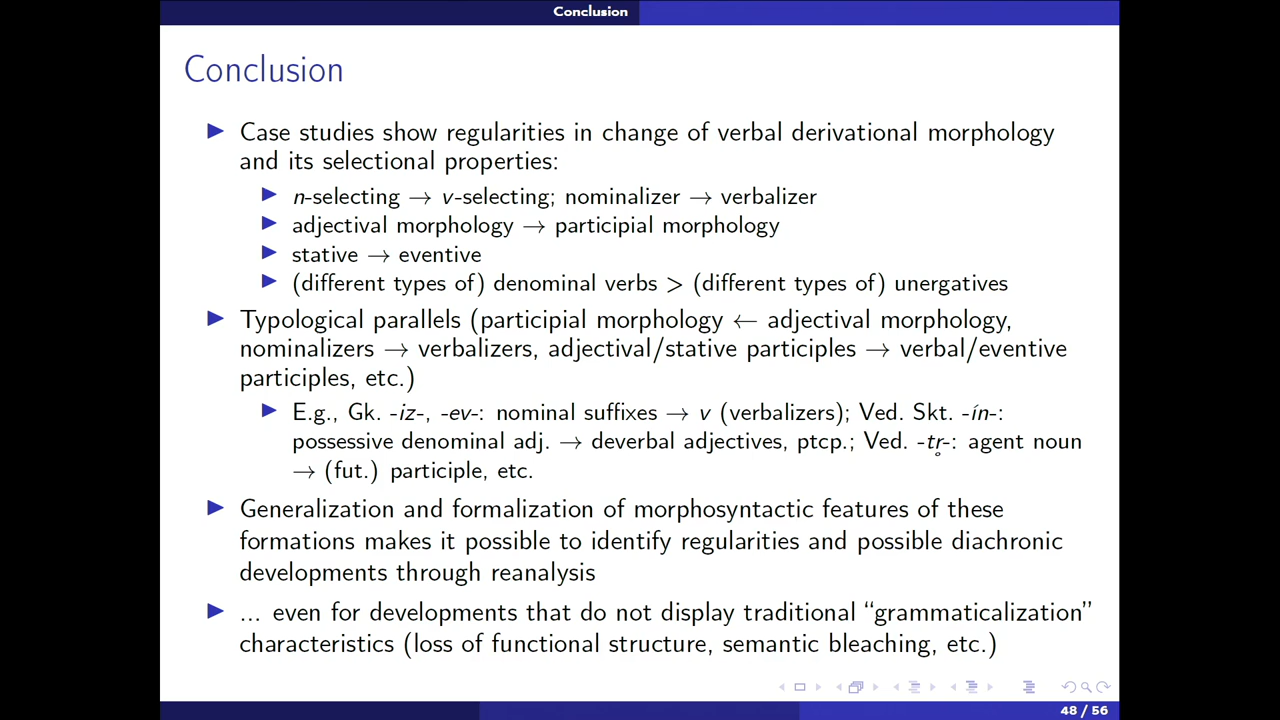 Conclusion
Conclusion
Case studies show regularities in change of verbal derivational morphology
and its selectional properties:
n-selecting → v-selecting; nominalizer → verbalizer
adjectival morphology → participial morphology
stative → eventive
(different types of) denominal verbs > (different types of) unergatives
Typological parallels (participial morphology ← adjectival morphology,
nominalizers → verbalizers, adjectival/stative participles → verbal/eventive
participles, etc.)
E.g., Gk. -iz-, -ev-: nominal suffixes → v (verbalizers); Ved. Skt. -ín-:
possessive denominal adj. → deverbal adjectives, ptcp.; Ved. -tr̥-: agent noun
→ (fut.) participle, etc.
Generalization and formalization of morphosyntactic features of these
formations makes it possible to identify regularities and possible diachronic
developments through reanalysis
... even for developments that do not display traditional “grammaticalization”
characteristics (loss of functional structure, semantic bleaching, etc.)
48 / 56